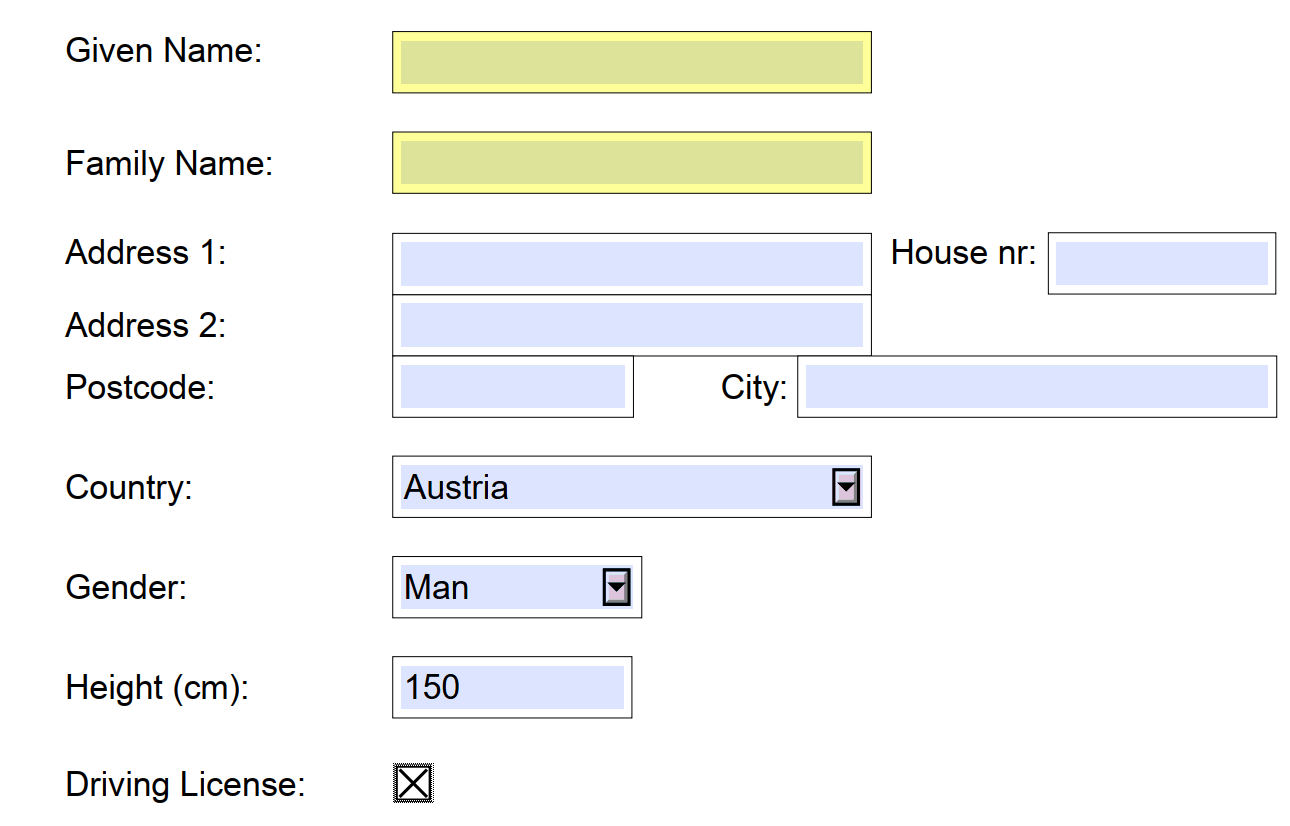 Given Name:
Family Name:
Address 1: House nr:
Address 2:
Postcode: City:
Country: Austria
Gender: Man
Height (cm): 150
Driving License: